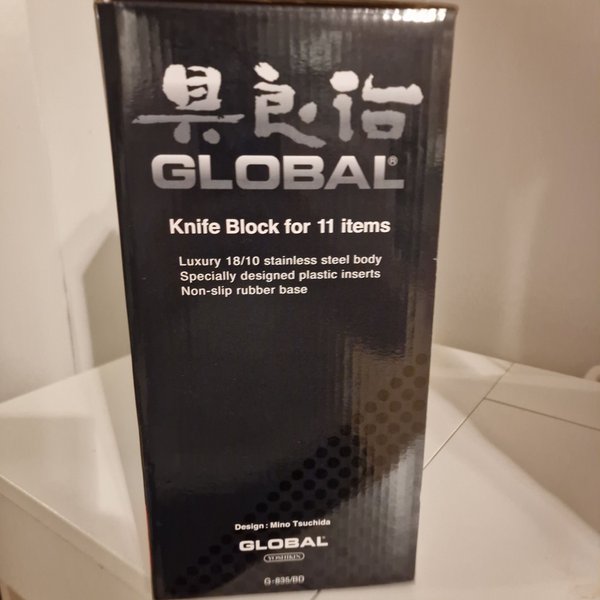 具良治
GLOBAL®
Knife Block for 11 items
Luxury 18/10 stainless steel body
Specially designed plastic inserts
Non-slip rubber base
Design : Mino Tsuchida
GLOBAL®
YOSHIKIN
G-835/BD